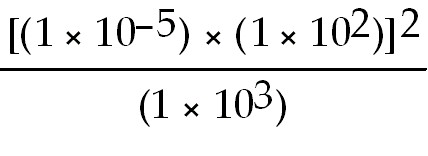 [(1 × 10⁻⁵) × (1 × 10²)]²
(1 × 10³)